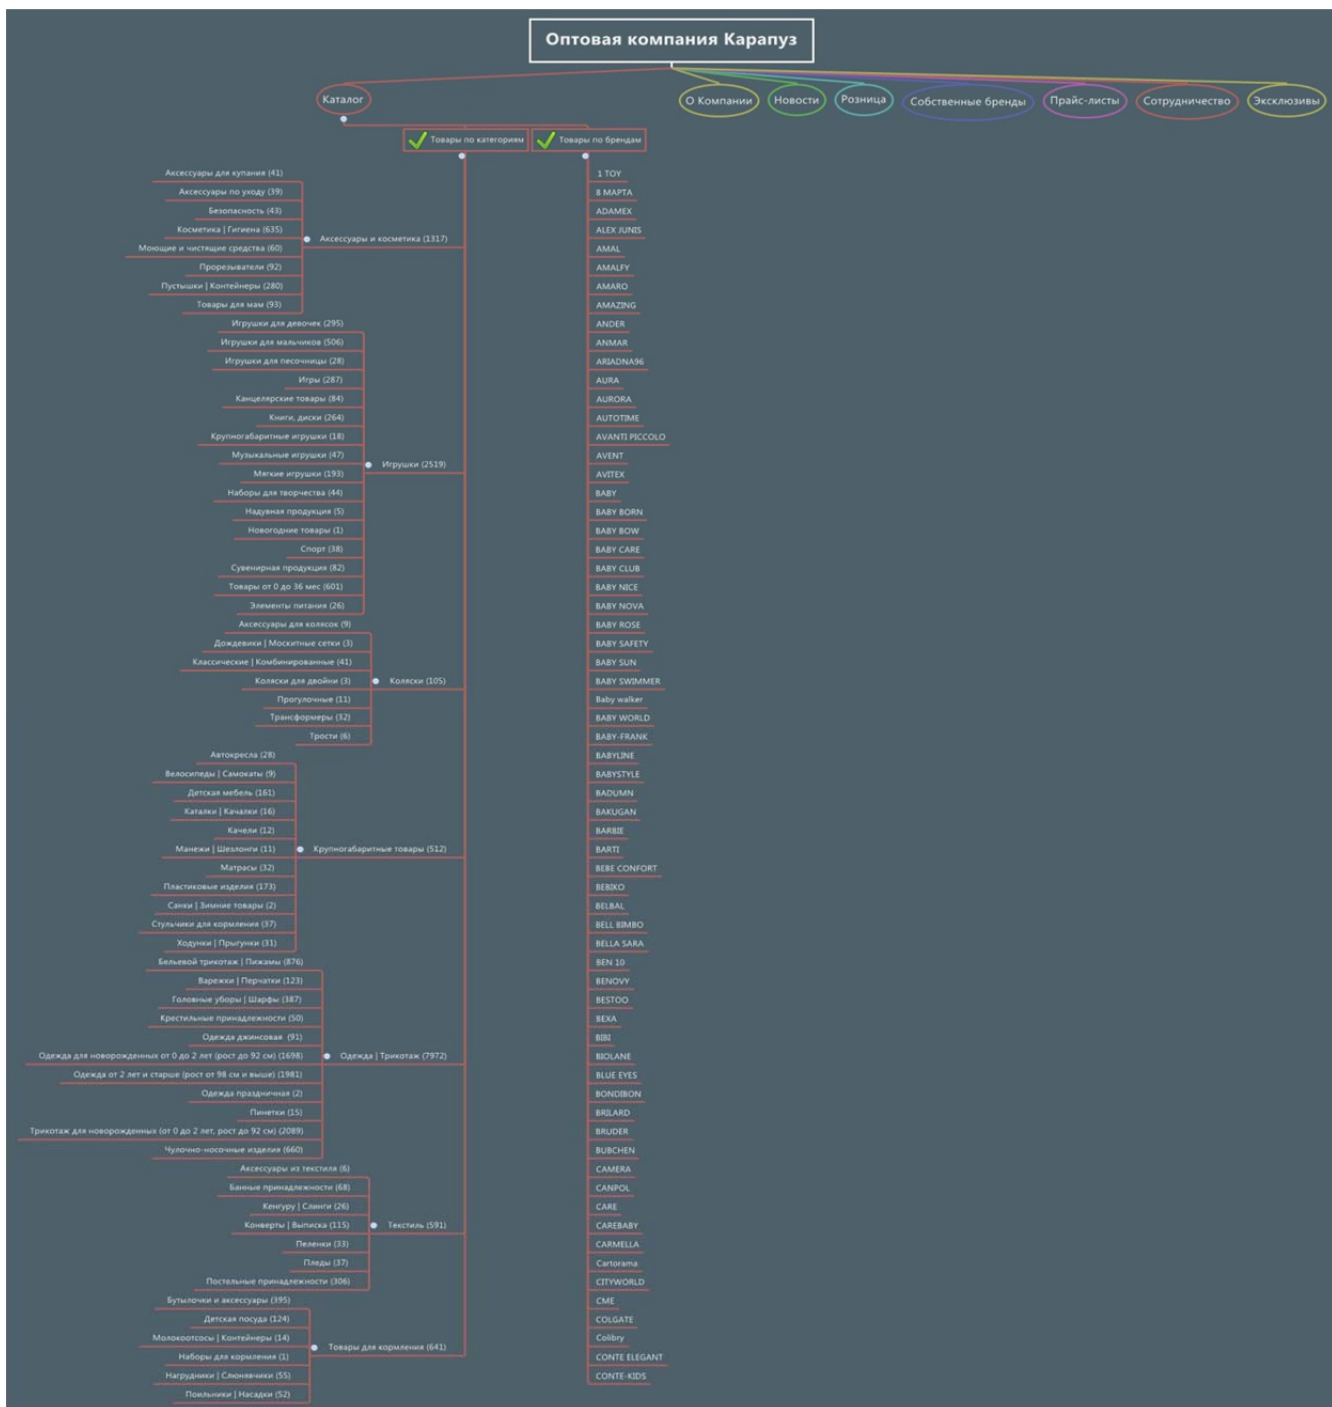 Оптовая компания Карапуз
Каталог
О Компании
Новости
Розница
Собственные бренды
Прайс-листы
Сотрудничество
Эксклюзивы
Товары по категориям
Товары по брендам
Аксессуары и косметика (1317)
Аксессуары для купания (41)
Аксессуары по уходу (39)
Безопасность (43)
Косметика | Гигиена (635)
Моющие и чистящие средства (60)
Прорезыватели (92)
Пустышки | Контейнеры (280)
Товары для мам (93)
Игрушки (2519)
Игрушки для девочек (295)
Игрушки для мальчиков (506)
Игрушки для песочницы (28)
Игры (287)
Канцелярские товары (84)
Книги, диски (264)
Крупногабаритные игрушки (18)
Музыкальные игрушки (47)
Мягкие игрушки (193)
Наборы для творчества (44)
Надувная продукция (5)
Новогодние товары (1)
Спорт (38)
Сувенирная продукция (82)
Товары от 0 до 36 мес (601)
Элементы питания (26)
Коляски (105)
Аксессуары для колясок (9)
Дождевики | Москитные сетки (3)
Классические | Комбинированные (41)
Коляски для двойни (3)
Прогулочные (11)
Трансформеры (32)
Трости (6)
Крупногабаритные товары (512)
Автокресла (28)
Велосипеды | Самокаты (9)
Детская мебель (161)
Каталки | Качалки (16)
Качели (12)
Манежи | Шезлонги (11)
Матрасы (32)
Пластиковые изделия (173)
Санки | Зимние товары (2)
Стульчики для кормления (37)
Ходунки | Прыгунки (31)
Одежда | Трикотаж (7972)
Бельевой трикотаж | Пижамы (876)
Варежки | Перчатки (123)
Головные уборы | Шарфы (387)
Крестильные принадлежности (50)
Одежда джинсовая (91)
Одежда для новорожденных от 0 до 2 лет (рост до 92 см) (1698)
Одежда от 2 лет и старше (рост от 98 см и выше) (1981)
Одежда праздничная (2)
Пинетки (15)
Трикотаж для новорожденных (от 0 до 2 лет, рост до 92 см) (2089)
Чулочно-носочные изделия (660)
Текстиль (591)
Аксессуары из текстиля (6)
Банные принадлежности (68)
Кенгуру | Слинги (26)
Конверты | Выписка (115)
Пеленки (33)
Пледы (37)
Постельные принадлежности (306)
Товары для кормления (641)
Бутылочки и аксессуары (395)
Детская посуда (124)
Молокоотсосы | Контейнеры (14)
Наборы для кормления (1)
Нагрудники | Слюнявчики (55)
Поильники | Насадки (52)
1 TOY
8 МАРТА
ADAMEX
ALEX JUNIS
AMAL
AMALFY
AMARO
AMAZING
ANDER
ANMAR
ARIADNA96
AURA
AURORA
AUTOTIME
AVANTI PICCOLO
AVENT
AVITEX
BABY
BABY BORN
BABY BOW
BABY CARE
BABY CLUB
BABY NICE
BABY NOVA
BABY ROSE
BABY SAFETY
BABY SUN
BABY SWIMMER
Baby walker
BABY WORLD
BABY-FRANK
BABYLINE
BABYSTYLE
BADUMN
BAKUGAN
BARBIE
BARTI
BEBE CONFORT
BEBIKO
BELBAL
BELL BIMBO
BELLA SARA
BEN 10
BENOVY
BESTOO
BEXA
BIBI
BIOLANE
BLUE EYES
BONDIBON
BRILARD
BRUDER
BUBCHEN
CAMERA
CANPOL
CARE
CAREBABY
CARMELLA
Cartorama
CITYWORLD
CME
COLGATE
Colibry
CONTE ELEGANT
CONTE-KIDS